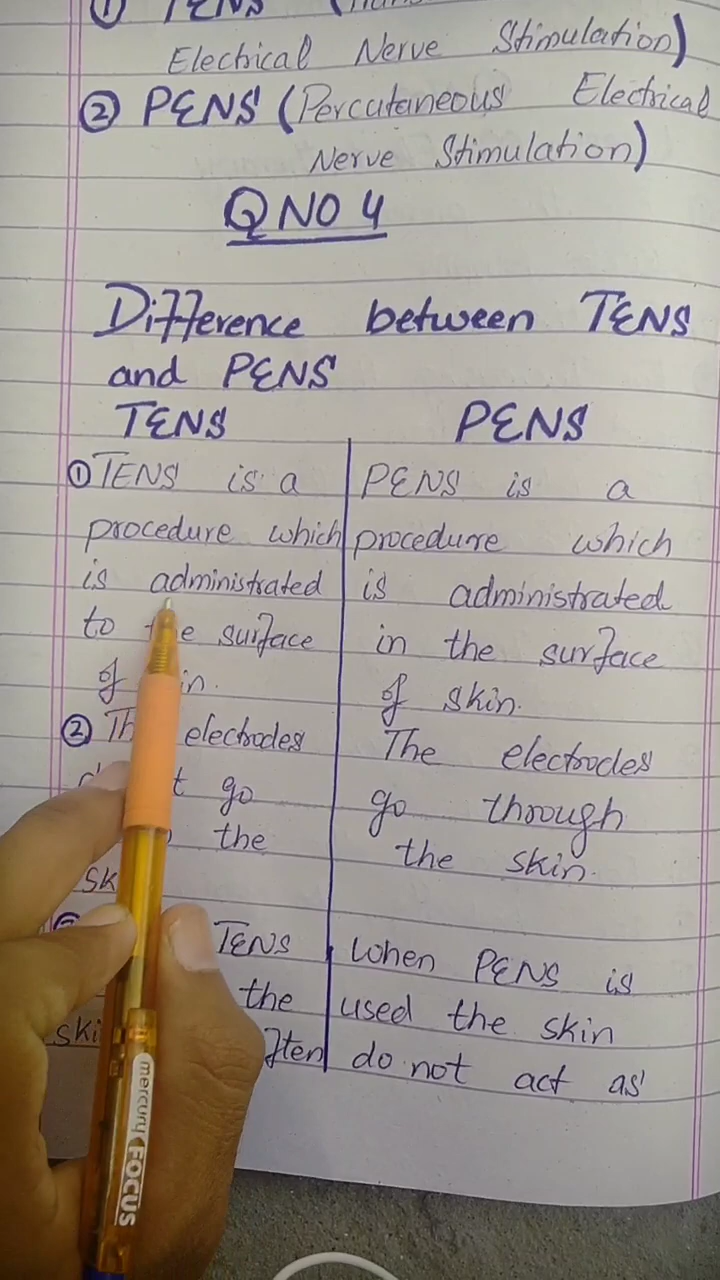 ① TENS
Electrical Nerve Stimulation)
② PENS (Percutaneous Electrical
Nerve Stimulation)
Q NO 4
Difference between TENS
and PENS
TENS
① TENS is a
procedure which
is administrated
to surface
of
② electrodes
go
the
TENS
the
PENS
PENS is a
procedure which
is administrated
in the surface
of skin.
The electrodes
go through
the skin.
When PENS is
used the skin
do not act as
mercury FOCUS